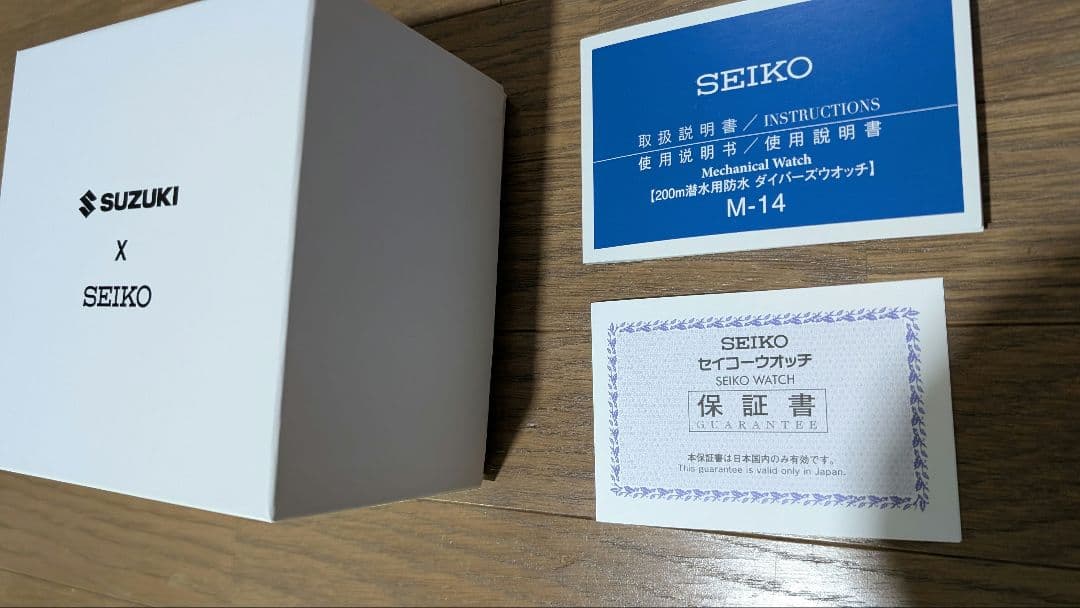 SUZUKI
X
SEIKO
SEIKO
取扱説明書／INSTRUCTIONS
使用说明书／使用說明書
Mechanical Watch
【200m潜水用防水 ダイバーズウオッチ】
M-14
SEIKO
セイコーウオッチ
SEIKO WATCH
保証書
GUARANTEE
本保証書は日本国内のみ有効です。
This guarantee is valid only in Japan.